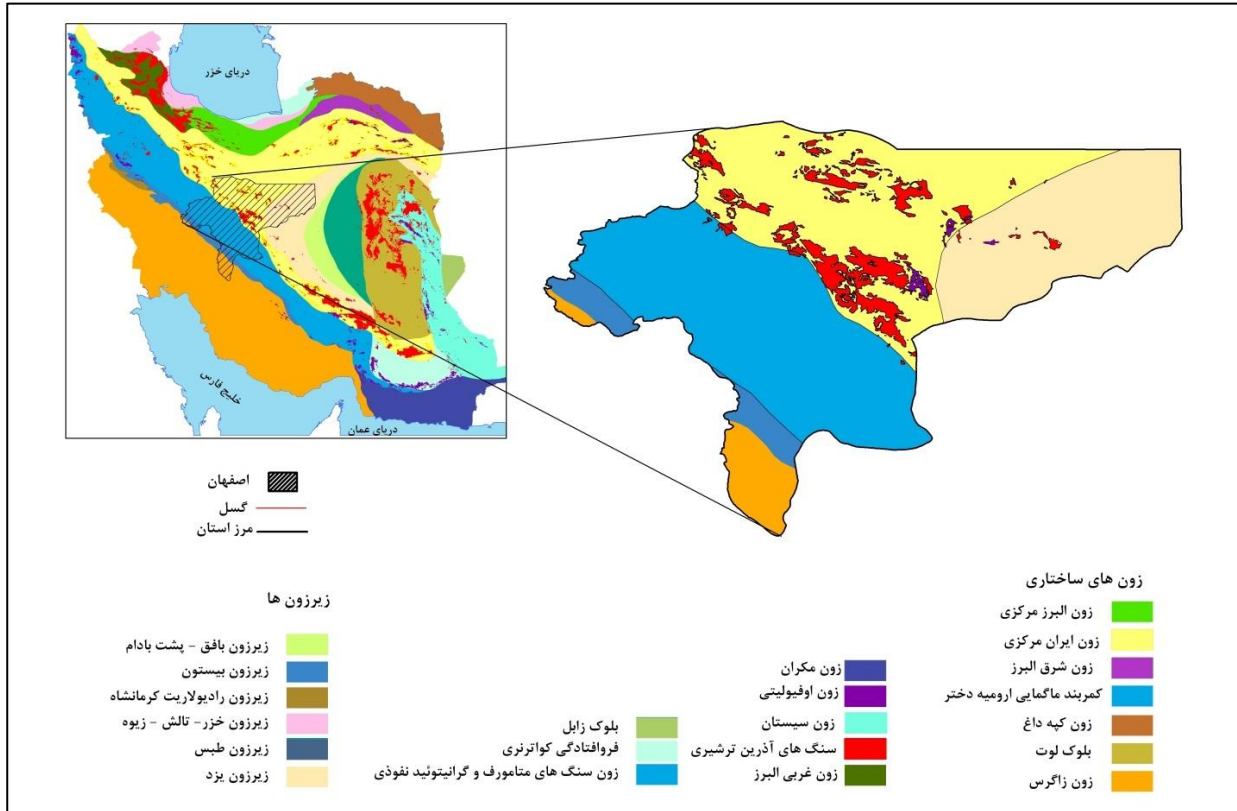 دریای خزر
خلیج فارس
دریای عمان
اصفهان
گسل
مرز استان
زون های ساختاری
زون البرز مرکزی
زون ایران مرکزی
زون شرق البرز
کمربند ماگمایی ارومیه دختر
زون کپه داغ
بلوک لوت
زون زاگرس
زون مکران
زون اوفیولیتی
زون سیستان
سنگ های آذرین ترشیری
زون غربی البرز
بلوک زابل
فروافتادگی کواترنری
زون سنگ های متامورف و گرانیتوئید نفوذی
زیرزون ها
زیرزون بافق - پشت بادام
زیرزون بیستون
زیرزون رادیولاریت کرمانشاه
زیرزون خزر- تالش - زیوه
زیرزون طبس
زیرزون یزد